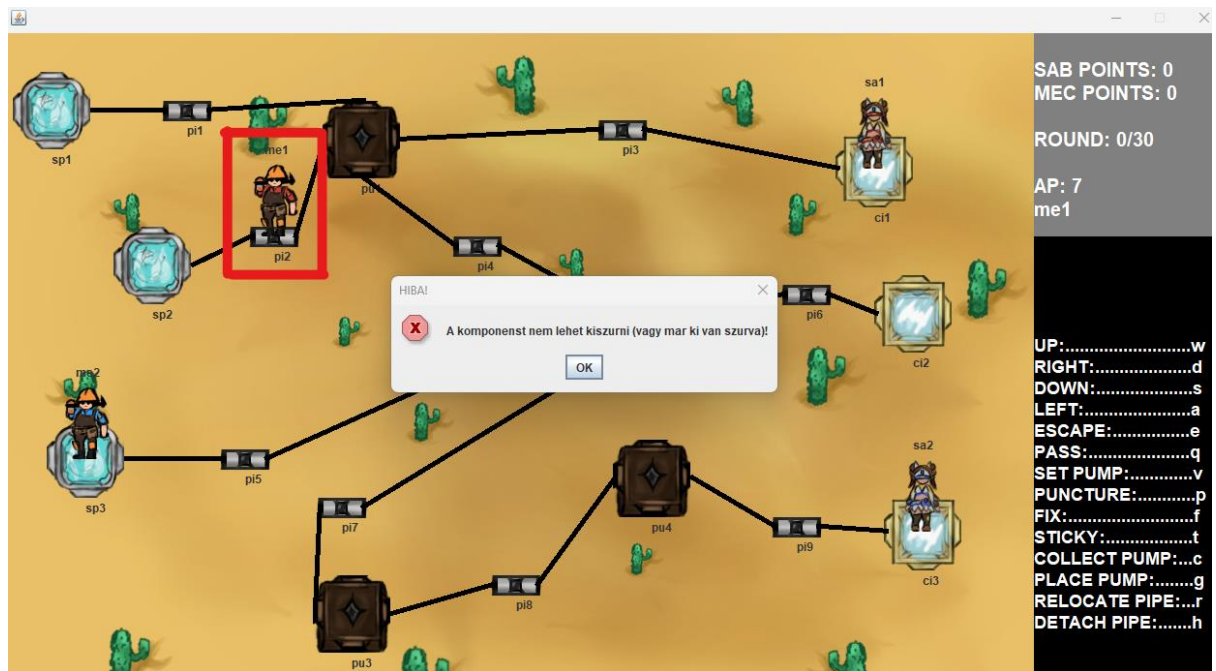 SAB POINTS: 0
MEC POINTS: 0
ROUND: 0/30
AP: 7
me1
sa1
pi1
sp1
me1
pi3
pi2
ci1
pi4
sp2
pi6
ci2
HIBA!
A komponenst nem lehet kiszurni (vagy mar ki van szurva)!
OK
me2
sa2
pi5
sp3
pi7
pu4
pi9
ci3
pi8
pu3
UP:.........................w
RIGHT:.....................d
DOWN:.....................s
LEFT:........................a
ESCAPE:................e
PASS:......................q
SET PUMP:.............v
PUNCTURE:............p
FIX:.........................f
STICKY:...................t
COLLECT PUMP:...c
PLACE PUMP:........g
RELOCATE PIPE:...r
DETACH PIPE:.......h